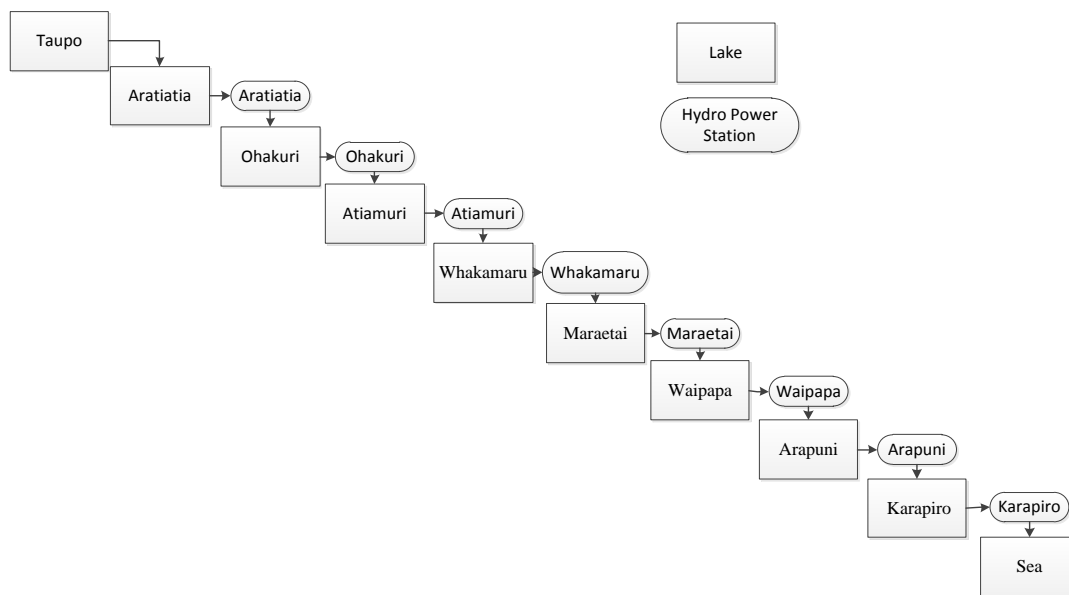 Taupo
Lake
Aratiatia
Aratiatia
Hydro Power
Station
Ohakuri
Ohakuri
Atiamuri
Atiamuri
Whakamaru
Whakamaru
Maraetai
Maraetai
Waipapa
Waipapa
Arapuni
Arapuni
Karapiro
Karapiro
Sea